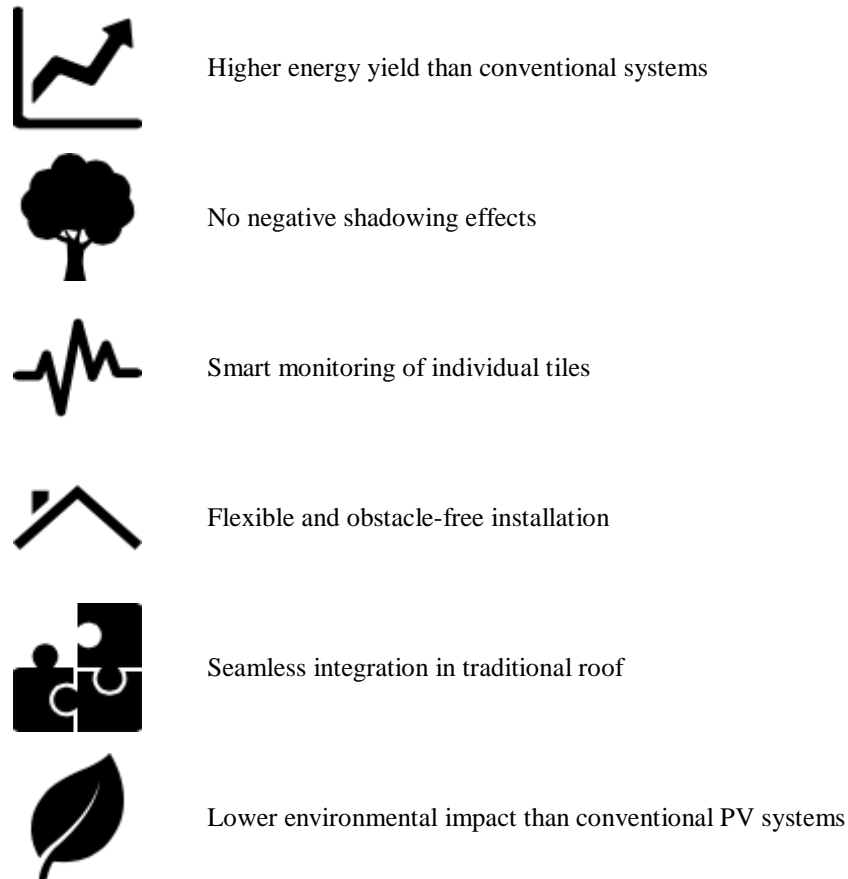 Higher energy yield than conventional systems
No negative shadowing effects
Smart monitoring of individual tiles
Flexible and obstacle-free installation
Seamless integration in traditional roof
Lower environmental impact than conventional PV systems